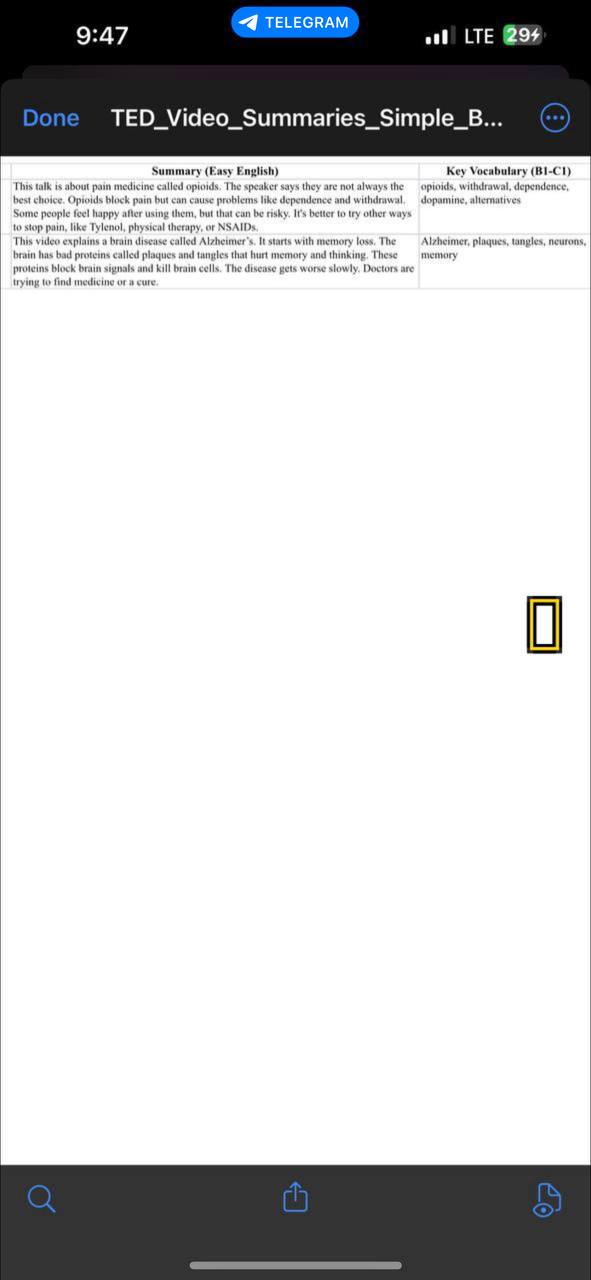 9:47
TELEGRAM
LTE
29
Done
TED_Video_Summaries_Simple_B...
Summary (Easy English)
Key Vocabulary (B1-C1)
This talk is about pain medicine called opioids. The speaker says they are not always the
best choice. Opioids block pain but can cause problems like dependence and withdrawal.
Some people feel happy after using them, but that can be risky. It's better to try other ways
to stop pain, like Tylenol, physical therapy, or NSAIDs.
opioids, withdrawal, dependence,
dopamine, alternatives
This video explains a brain disease called Alzheimer's. It starts with memory loss. The
brain has bad proteins called plaques and tangles that hurt memory and thinking. These
proteins block brain signals and kill brain cells. The disease gets worse slowly. Doctors are
trying to find medicine or a cure.
Alzheimer, plaques, tangles, neurons,
memory